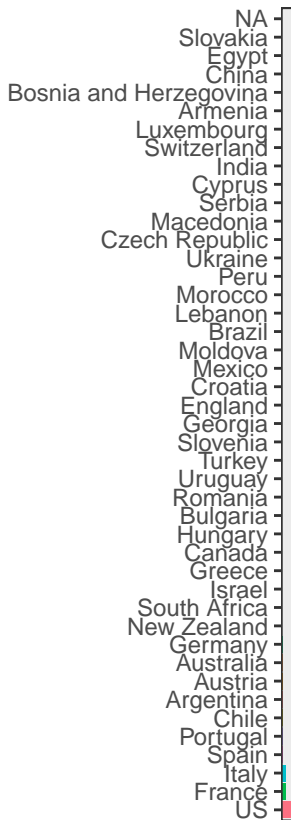 NA
Slovakia
Egypt
China
Bosnia and Herzegovina
Armenia
Luxembourg
Switzerland
India
Cyprus
Serbia
Macedonia
Czech Republic
Ukraine
Peru
Morocco
Lebanon
Brazil
Moldova
Mexico
Croatia
England
Georgia
Slovenia
Turkey
Uruguay
Romania
Bulgaria
Hungary
Canada
Greece
Israel
South Africa
New Zealand
Germany
Australia
Austria
Argentina
Chile
Portugal
Spain
Italy
France
US